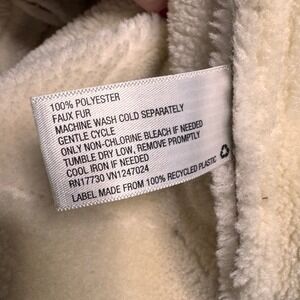 100% POLYESTER
FAUX FUR
MACHINE WASH COLD SEPARATELY
GENTLE CYCLE
ONLY NON-CHLORINE BLEACH IF NEEDED
TUMBLE DRY LOW, REMOVE PROMPTLY
COOL IRON IF NEEDED
RN17730 VN1247024
LABEL MADE FROM 100% RECYCLED PLASTIC